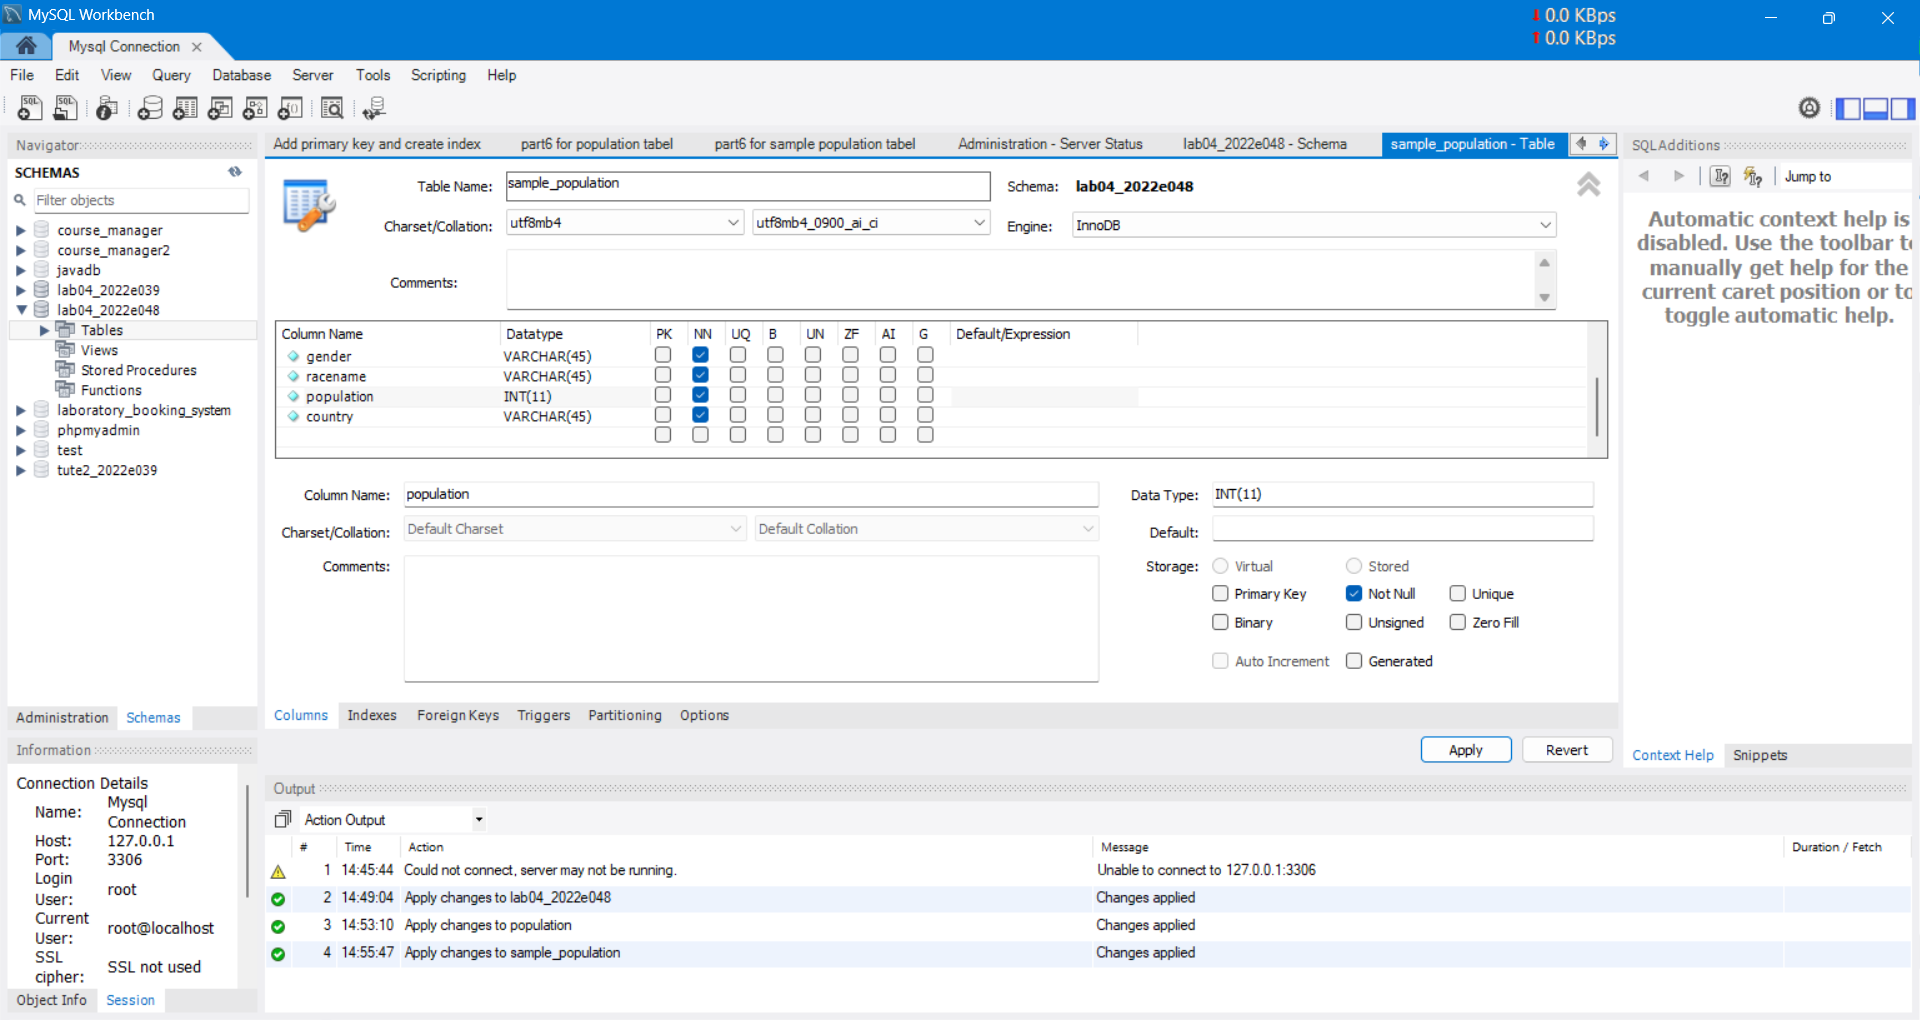 MySQL Workbench
0.0 KBps
0.0 KBps
Mysql Connection
File Edit View Query Database Server Tools Scripting Help
Navigator
SCHEMAS
Filter objects
course_manager
course_manager2
javadb
lab04_2022e039
lab04_2022e048
Tables
Views
Stored Procedures
Functions
laboratory_booking_system
phpmyadmin
test
tute2_2022e039
Administration Schemas
Information
Connection Details
Name: Mysql Connection
Host: 127.0.0.1
Port: 3306
Login User: root
Current User: root@localhost
SSL cipher: SSL not used
Object Info Session
Add primary key and create index part6 for population tabel part6 for sample population tabel Administration - Server Status lab04_2022e048 - Schema sample_population - Table
Table Name: sample_population Schema: lab04_2022e048
Charset/Collation: utf8mb4 utf8mb4_0900_ai_ci Engine: InnoDB
Comments:
Column Name Datatype PK NN UQ B UN ZF AI G Default/Expression
gender VARCHAR(45)
racename VARCHAR(45)
population INT(11)
country VARCHAR(45)
Column Name: population Data Type: INT(11)
Charset/Collation: Default Charset Default Collation Default:
Comments: Storage: Virtual Stored
Primary Key Not Null Unique
Binary Unsigned Zero Fill
Auto Increment Generated
Columns Indexes Foreign Keys Triggers Partitioning Options
Apply Revert
Output
Action Output
# Time Action Message Duration / Fetch
1 14:45:44 Could not connect, server may not be running. Unable to connect to 127.0.0.1:3306
2 14:49:04 Apply changes to lab04_2022e048 Changes applied
3 14:53:10 Apply changes to population Changes applied
4 14:55:47 Apply changes to sample_population Changes applied
SQLAdditions
Jump to
Automatic context help is
disabled. Use the toolbar to
manually get help for the
current caret position or to
toggle automatic help.
Context Help Snippets